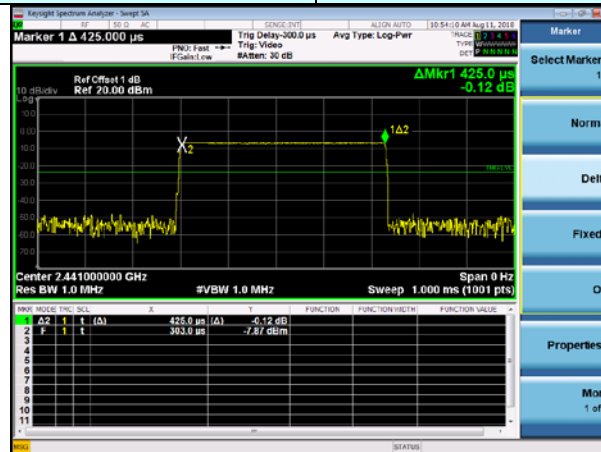 Keysight Spectrum Analyzer - Swept SA
RF 50 Ω AC SENSE:INT ALIGN AUTO 10:54:10 AM Aug 11, 2018
Marker 1 Δ 425.000 µs
PNO: Fast
IFGain:Low
Trig Delay-300.0 µs
Trig: Video
#Atten: 30 dB
Avg Type: Log-Pwr
TRACE 1 2 3 4 5 6
TYPE WWWWWW
DET P N N N N N
Ref Offset 1 dB
Ref 20.00 dBm
10 dB/div
Log
ΔMkr1 425.0 µs
-0.12 dB
10.0
0.00
-10.0
-20.0
-30.0
-40.0
-50.0
-60.0
-70.0
X2
1Δ2
TRIG LVL
Center 2.441000000 GHz
Res BW 1.0 MHz
#VBW 1.0 MHz
Span 0 Hz
Sweep 1.000 ms (1001 pts)
MKR MODE TRC SCL X Y FUNCTION FUNCTION WIDTH FUNCTION VALUE
1 Δ2 1 t (Δ) 425.0 µs (Δ) -0.12 dB
2 F 1 t 303.0 µs -7.87 dBm
3
4
5
6
7
8
9
10
11
MSG
STATUS
Marker
Select Marker
1
Norm
Delt
Fixed
O
Properties
Mor
1 of